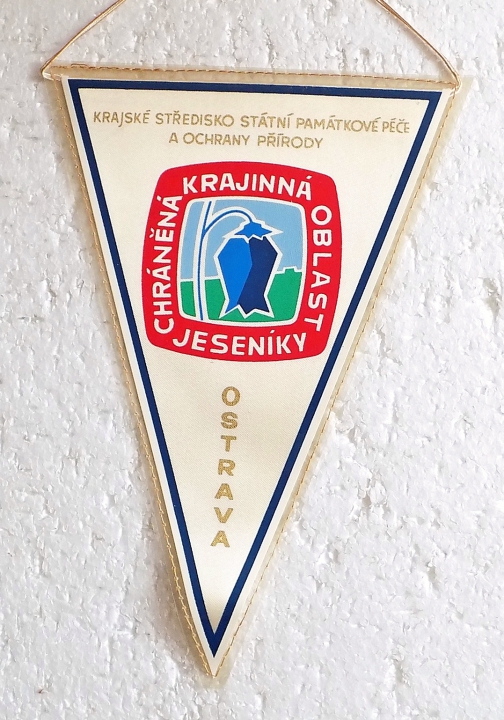 KRAJSKÉ STŘEDISKO STÁTNÍ PAMÁTKOVÉ PÉČE
A OCHRANY PŘÍRODY
CHRÁNĚNÁ
KRAJINNÁ
OBLAST
JESENÍKY
OSTRAVA